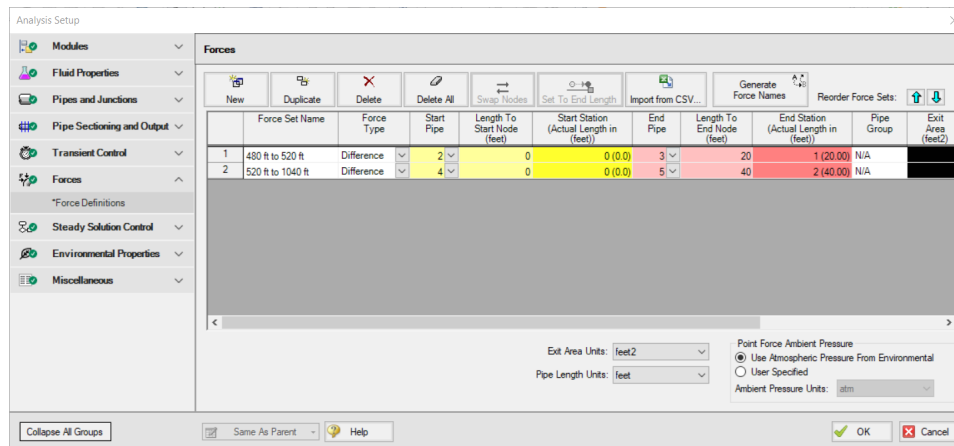 Analysis Setup
Modules
Fluid Properties
Pipes and Junctions
Pipe Sectioning and Output
Transient Control
Forces
*Force Definitions
Steady Solution Control
Environmental Properties
Miscellaneous
Forces
New
Duplicate
Delete
Delete All
Swap Nodes
Set To End Length
Import from CSV...
Generate
Force Names
Reorder Force Sets:
Force Set Name
Force
Type
Start
Pipe
Length To
Start Node
(feet)
Start Station
(Actual Length in
(feet))
End
Pipe
Length To
End Node
(feet)
End Station
(Actual Length in
(feet))
Pipe
Group
Exit
Area
(feet2)
1 480 ft to 520 ft Difference 2 0 0 (0.0) 3 20 1 (20.00) N/A
2 520 ft to 1040 ft Difference 4 0 0 (0.0) 5 40 2 (40.00) N/A
Exit Area Units: feet2
Pipe Length Units: feet
Point Force Ambient Pressure
Use Atmospheric Pressure From Environmental
User Specified
Ambient Pressure Units: atm
Collapse All Groups
Same As Parent
Help
OK
Cancel